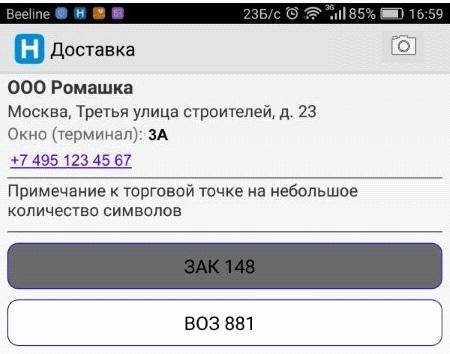 Beeline 23Б/с 3G 85% 16:59
H Доставка
ООО Ромашка
Москва, Третья улица строителей, д. 23
Окно (терминал): 3А
+7 495 123 45 67
Примечание к торговой точке на небольшое
количество символов
ЗАК 148
ВОЗ 881